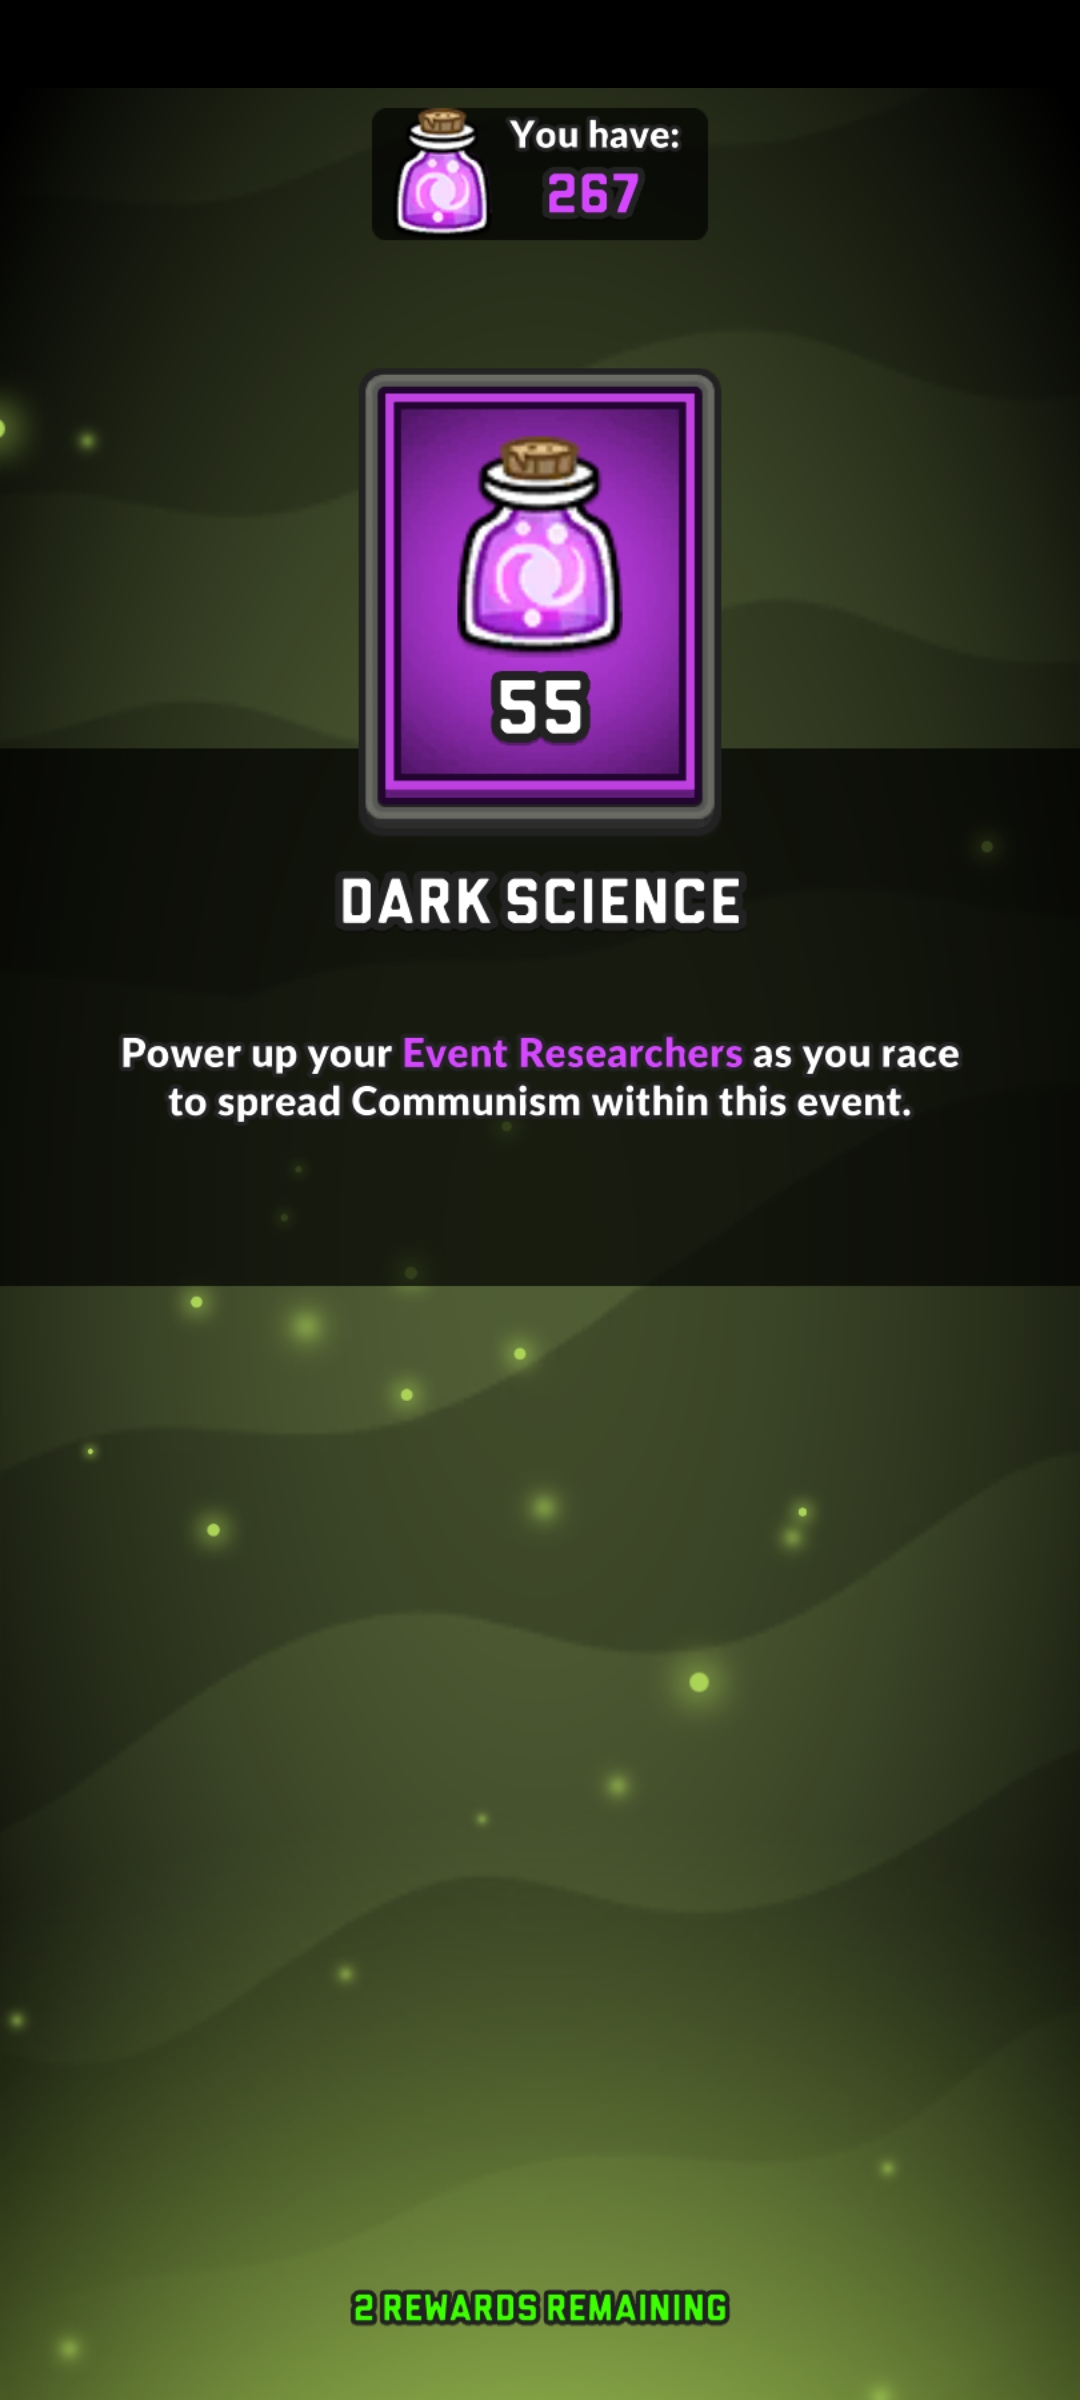 You have:
267
55
DARK SCIENCE
Power up your Event Researchers as you race
to spread Communism within this event.
2 REWARDS REMAINING